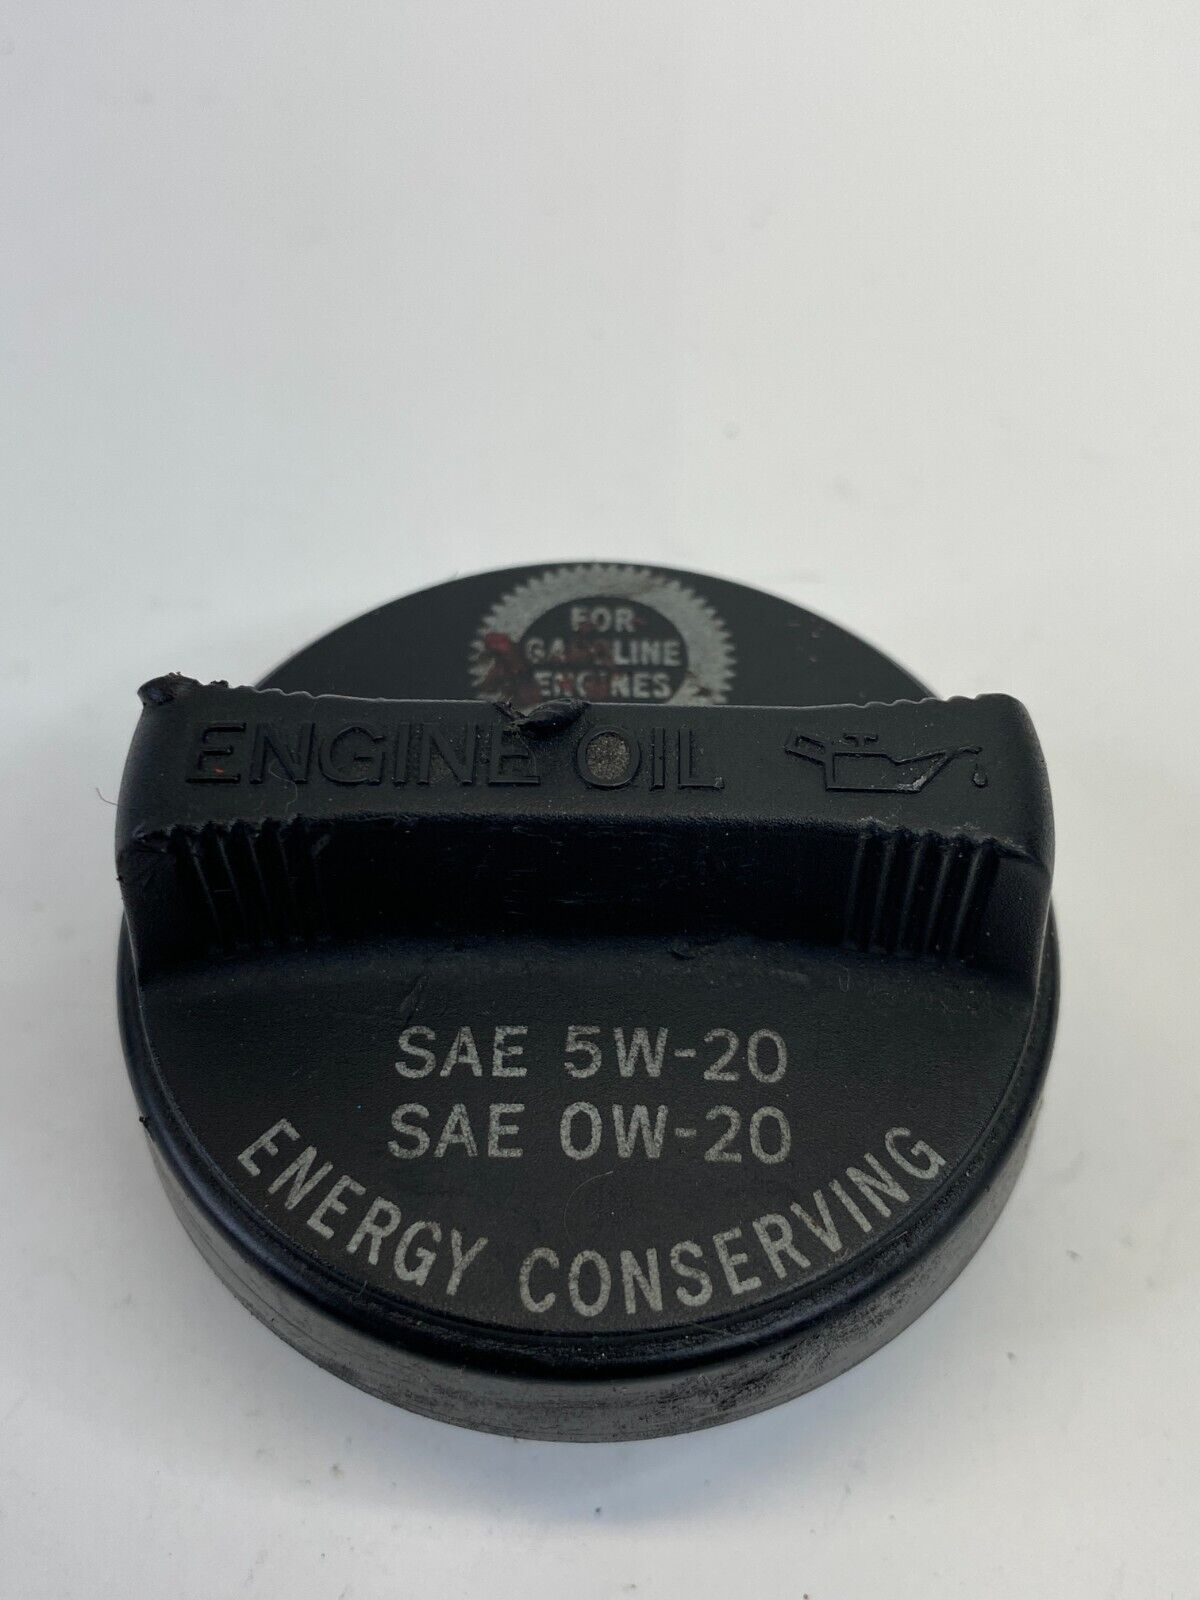 FOR
GASOLINE
ENGINES
ENGINE OIL
SAE 5W-20
SAE 0W-20
ENERGY CONSERVING